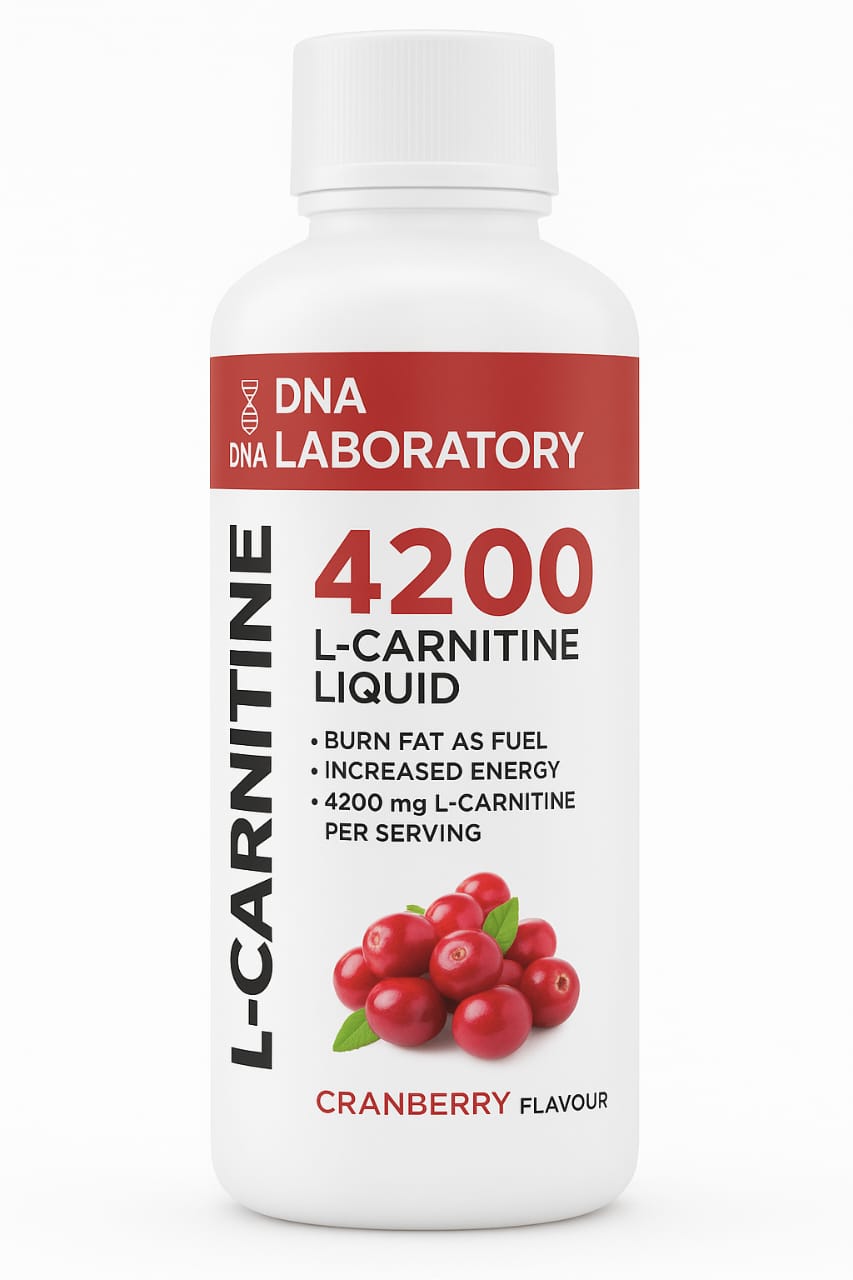 DNA
DNA LABORATORY
L-CARNITINE
4200
L-CARNITINE
LIQUID
• BURN FAT AS FUEL
• INCREASED ENERGY
• 4200 mg L-CARNITINE
PER SERVING
CRANBERRY FLAVOUR